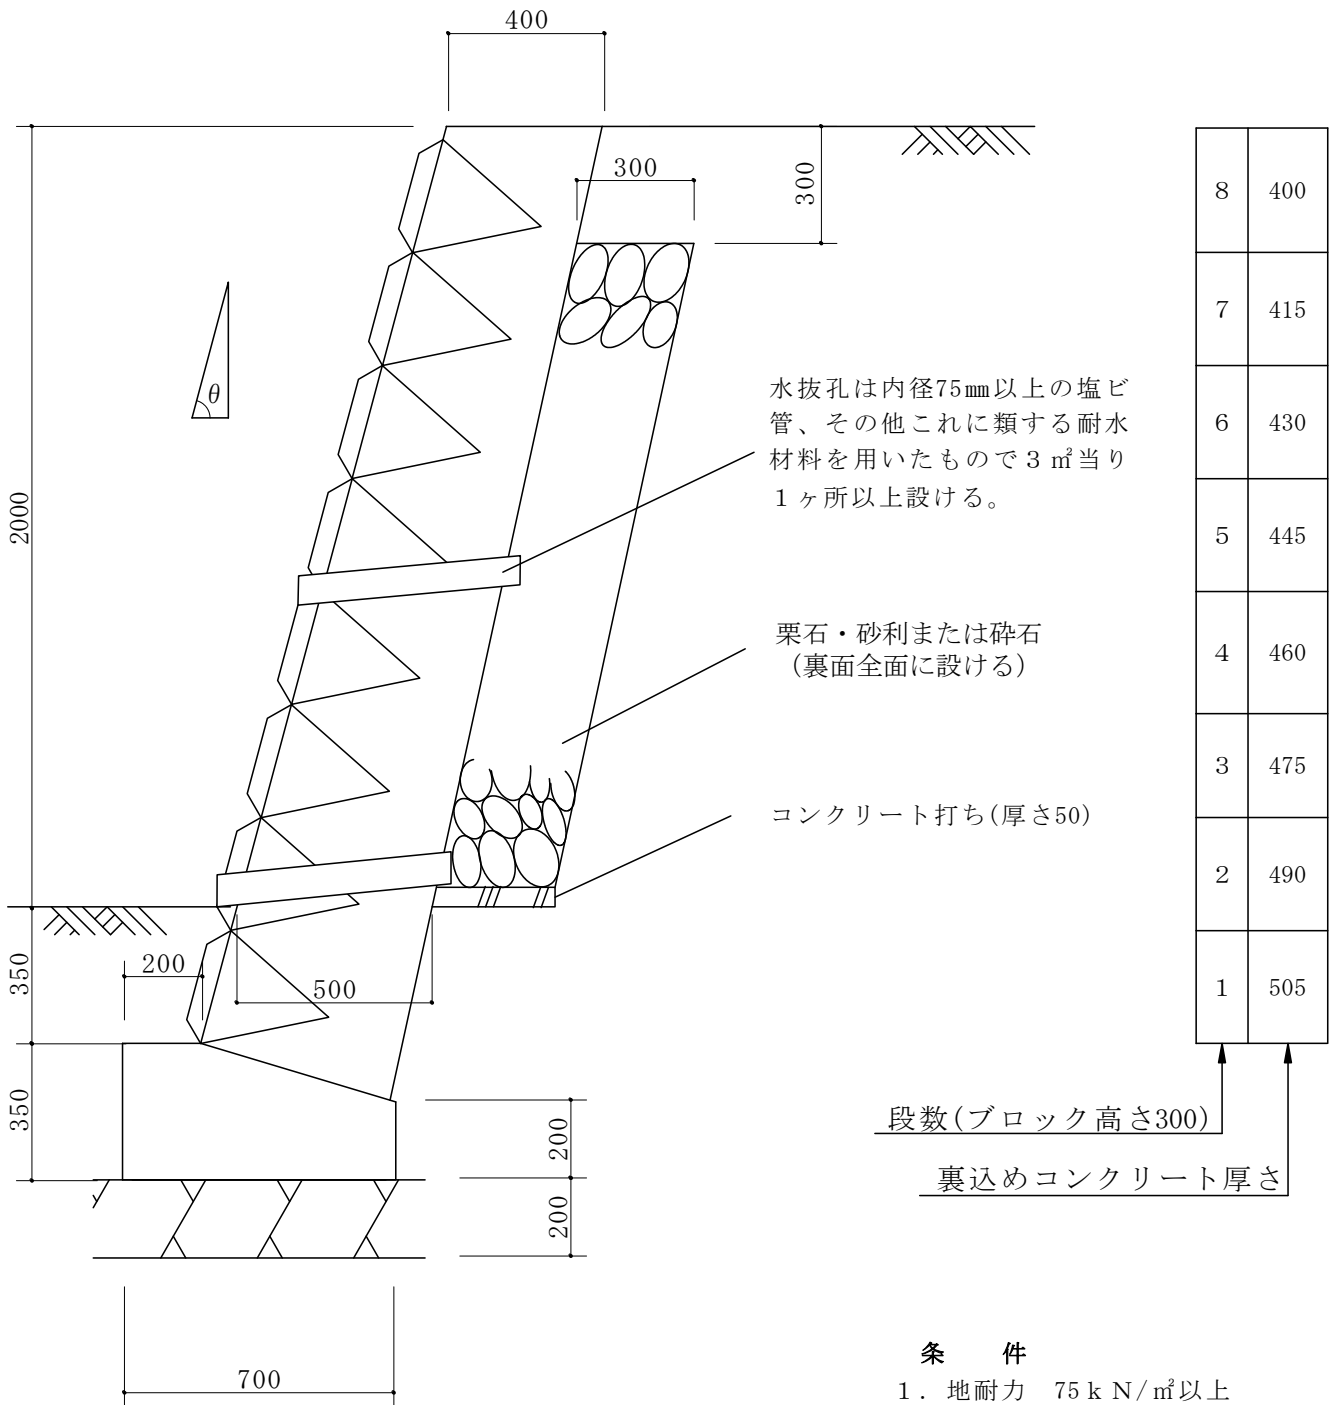 400
300
300
8 400
7 415
6 430
5 445
4 460
3 475
2 490
1 505
θ
水抜孔は内径75㎜以上の塩ビ
管、その他これに類する耐水
材料を用いたもので３㎡当り
１ヶ所以上設ける。
2000
栗石・砂利または砕石
（裏面全面に設ける）
コンクリート打ち(厚さ50)
350
200
500
350
200
200
段数(ブロック高さ300)
裏込めコンクリート厚さ
700
条　件
１．地耐力　75ｋＮ/㎡以上